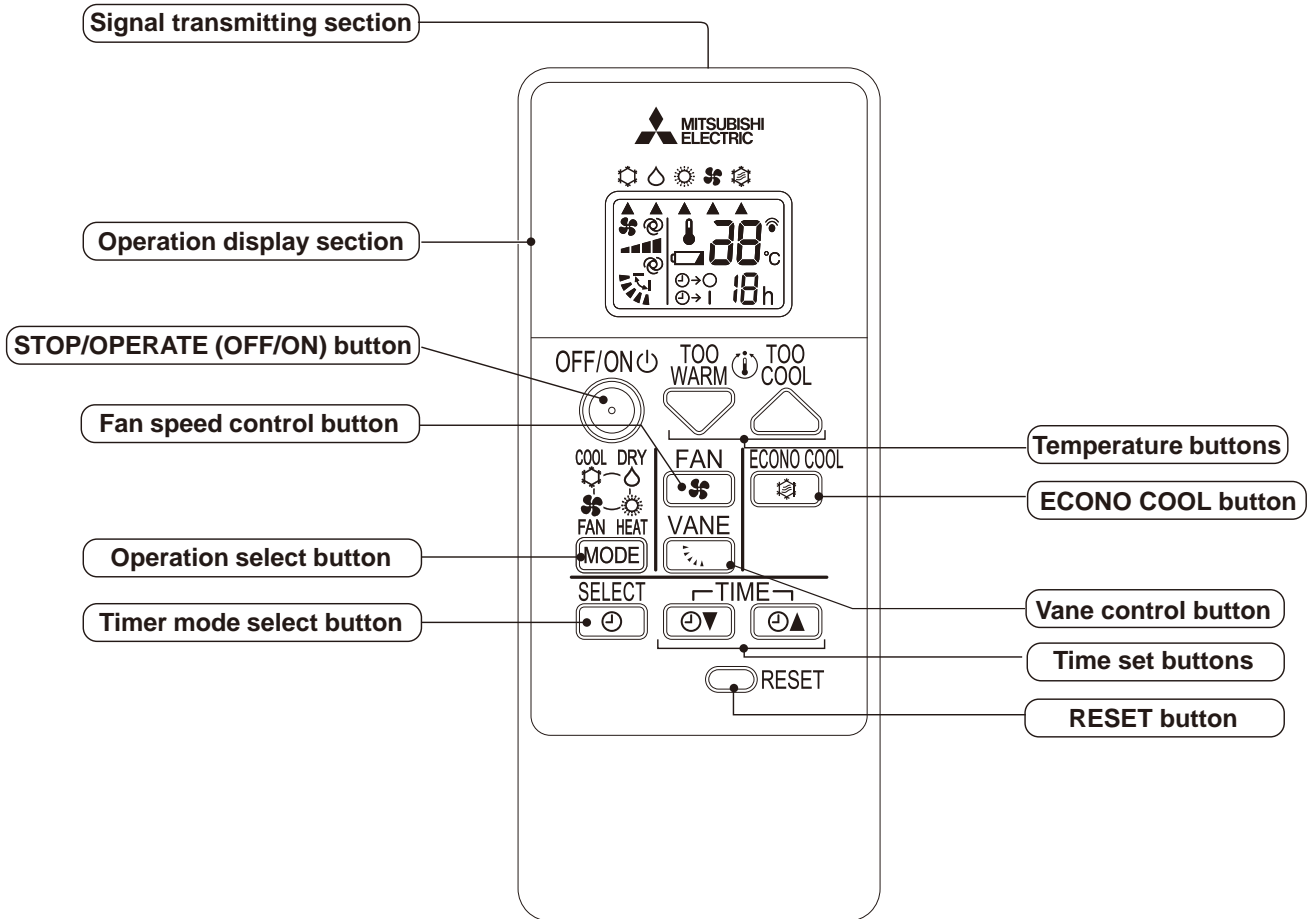 Signal transmitting section
MITSUBISHI
ELECTRIC
Operation display section
38°C
18h
STOP/OPERATE (OFF/ON) button
OFF/ON
TOO WARM
TOO COOL
Fan speed control button
Temperature buttons
COOL DRY
FAN
ECONO COOL
ECONO COOL button
FAN HEAT
VANE
Operation select button
MODE
SELECT
TIME
Vane control button
Timer mode select button
Time set buttons
RESET
RESET button